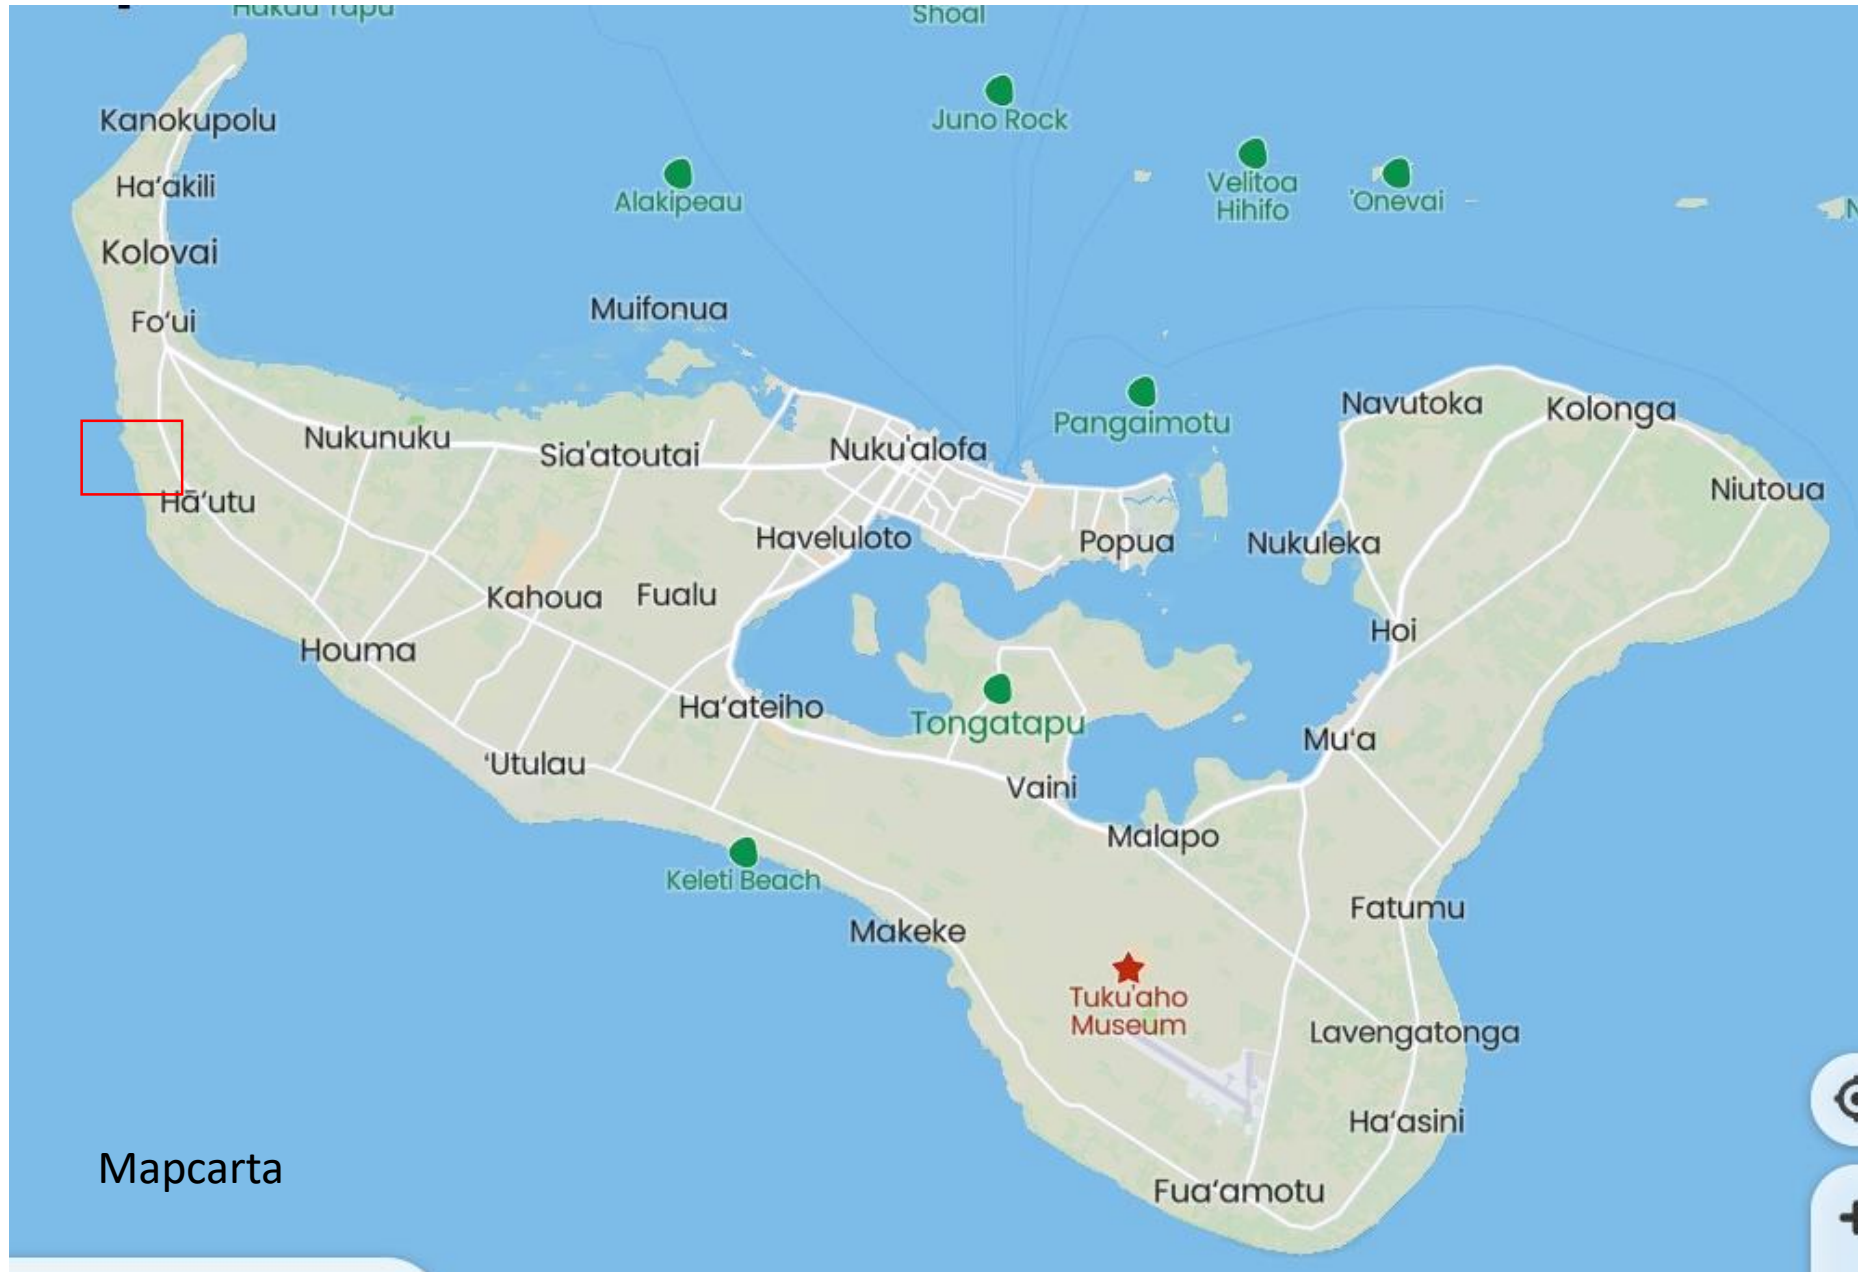 Shoal
Juno Rock
Kanokupolu
Velitoa
Hihifo
'Onevai
Ha‘akili
Alakipeau
Kolovai
Muifonua
Fo‘ui
Pangaimotu
Navutoka
Kolonga
Nukunuku
Sia'atoutai
Nuku'alofa
Niutoua
Hā‘utu
Haveluloto
Popua
Nukuleka
Kahoua
Fualu
Hoi
Houma
Ha‘ateiho
Tongatapu
Mu‘a
‘Utulau
Vaini
Malapo
Keleti Beach
Fatumu
Makeke
Tuku'aho
Museum
Lavengatonga
Ha‘asini
Mapcarta
Fua‘amotu